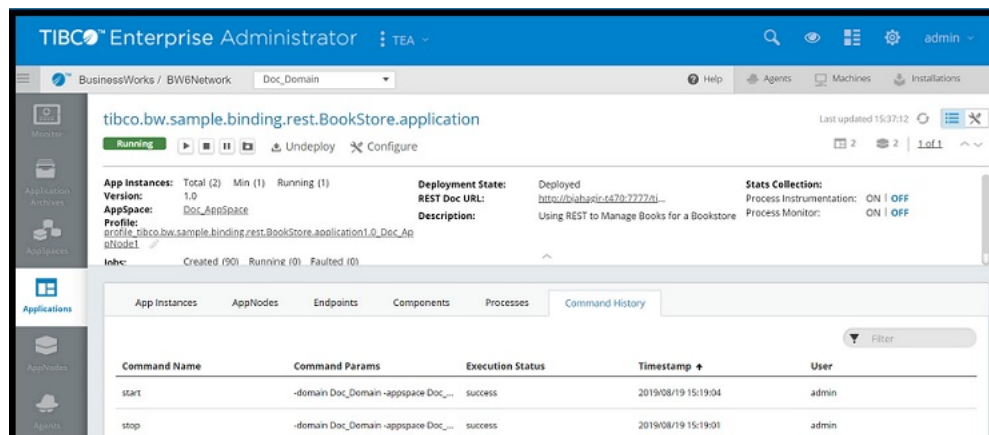 TIBCO™ Enterprise Administrator TEA admin
BusinessWorks / BW6Network Doc_Domain Help Agents Machines Installations
Monitor
Application Archives
AppSpaces
Applications
AppNodes
Agents
tibco.bw.sample.binding.rest.BookStore.application Last updated 15:37:12
Running Undeploy Configure 2 2 1 of 1
App Instances: Total (2) Min (1) Running (1)
Version: 1.0
AppSpace: Doc_AppSpace
Profile:
profile_tibco.bw.sample.binding.rest.BookStore.application1.0_Doc_Ap
pNode1
Jobs: Created (90) Running (0) Faulted (0)
Deployment State: Deployed
REST Doc URL: http://bjahagir-t470:7777/ti...
Description: Using REST to Manage Books for a Bookstore
Stats Collection:
Process Instrumentation: ON | OFF
Process Monitor: ON | OFF
App Instances AppNodes Endpoints Components Processes Command History
Filter
Command Name Command Params Execution Status Timestamp User
start -domain Doc_Domain -appspace Doc_... success 2019/08/19 15:19:04 admin
stop -domain Doc_Domain -appspace Doc_... success 2019/08/19 15:19:01 admin